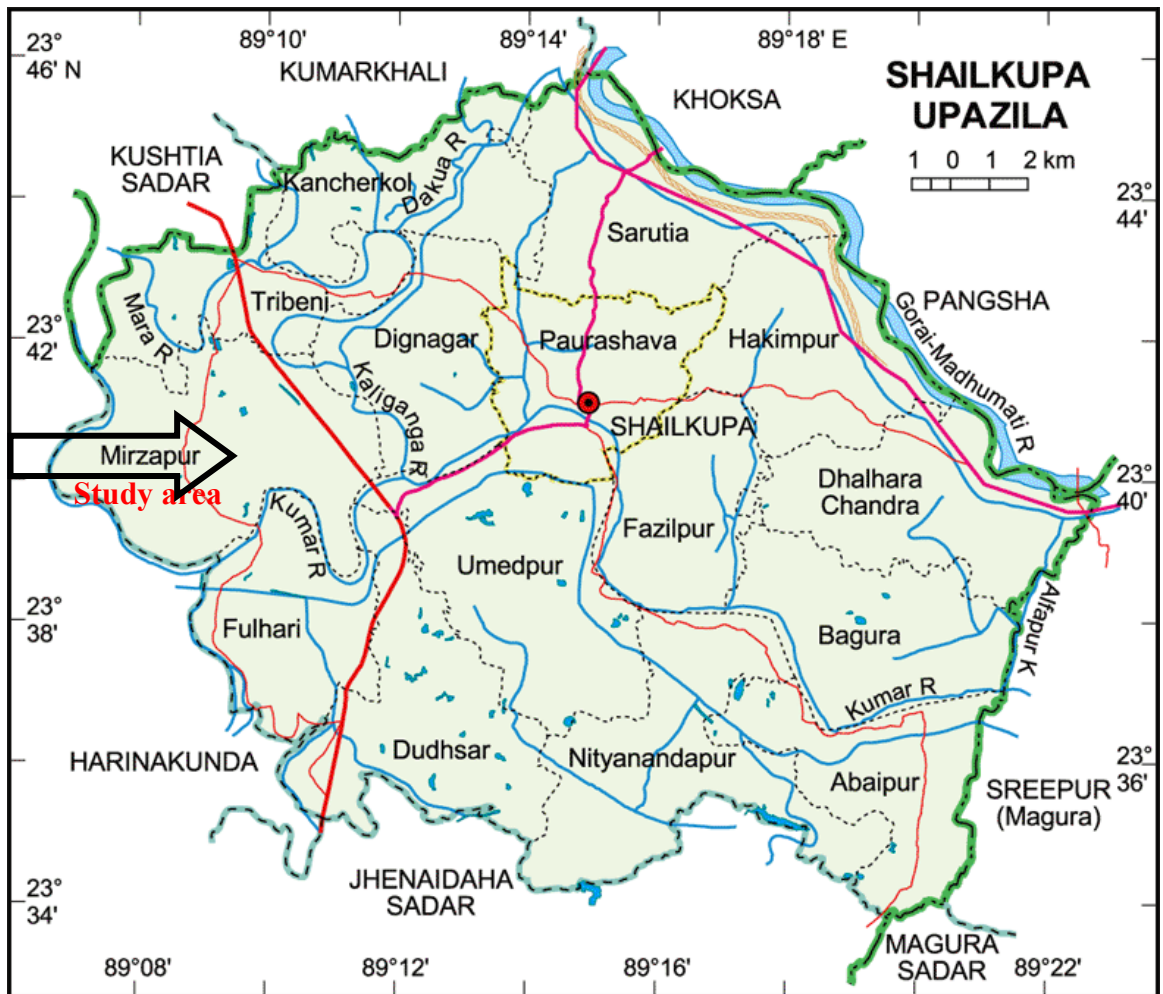 89°10' 89°14' 89°18' E
23°
46' N
KUMARKHALI
KHOKSA
SHAILKUPA
UPAZILA
1 0 1 2 km
KUSHTIA
SADAR
Kancherkol
Dakua R
23°
44'
Sarutia
Tribeni
Mara R
Gorai-Madhumati R
PANGSHA
23°
42'
Dignagar
Paurashava
Hakimpur
Kaliganga R
SHAILKUPA
Mirzapur
Study area
Dhalhara
Chandra
23°
40'
Kumar R
Fazilpur
Umedpur
23°
38'
Fulhari
Bagura
Alfapur K
Kumar R
HARINAKUNDA
Dudhsar
Nityanandapur
Abaipur
23°
36'
SREEPUR
(Magura)
JHENAIDAHA
SADAR
23°
34'
MAGURA
SADAR
89°08' 89°12' 89°16' 89°22'